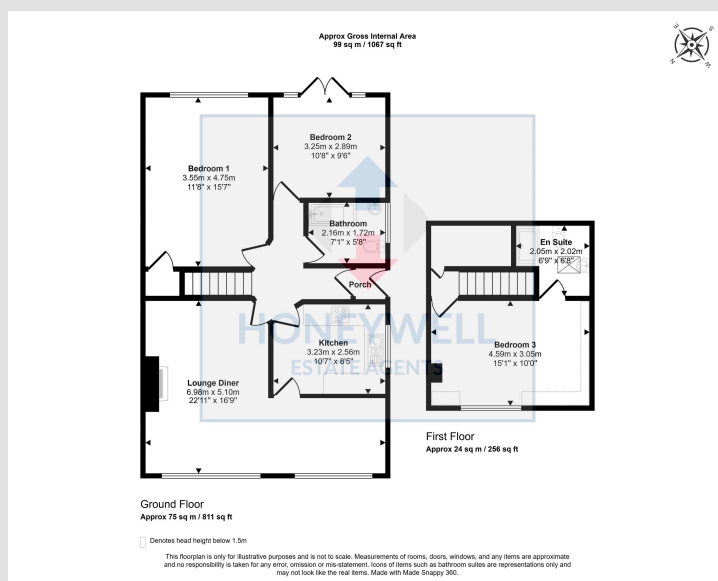 Approx Gross Internal Area
99 sq m / 1067 sq ft
N
E
S
W
Bedroom 1
3.55m x 4.75m
11'8" x 15'7"
Bedroom 2
3.25m x 2.89m
10'8" x 9'6"
Bathroom
2.16m x 1.72m
7'1" x 5'8"
Porch
Kitchen
3.23m x 2.56m
10'7" x 8'5"
Lounge Diner
6.98m x 5.10m
22'11" x 16'9"
HONEYWELL
ESTATE AGENTS
En Suite
2.05m x 2.02m
6'9" x 6'8"
Bedroom 3
4.59m x 3.05m
15'1" x 10'0"
First Floor
Approx 24 sq m / 256 sq ft
Ground Floor
Approx 75 sq m / 811 sq ft
Denotes head height below 1.5m
This floorplan is only for illustrative purposes and is not to scale. Measurements of rooms, doors, windows, and any items are approximate
and no responsibility is taken for any error, omission or mis-statement. Icons of items such as bathroom suites are representations only and
may not look like the real items. Made with Made Snappy 360.